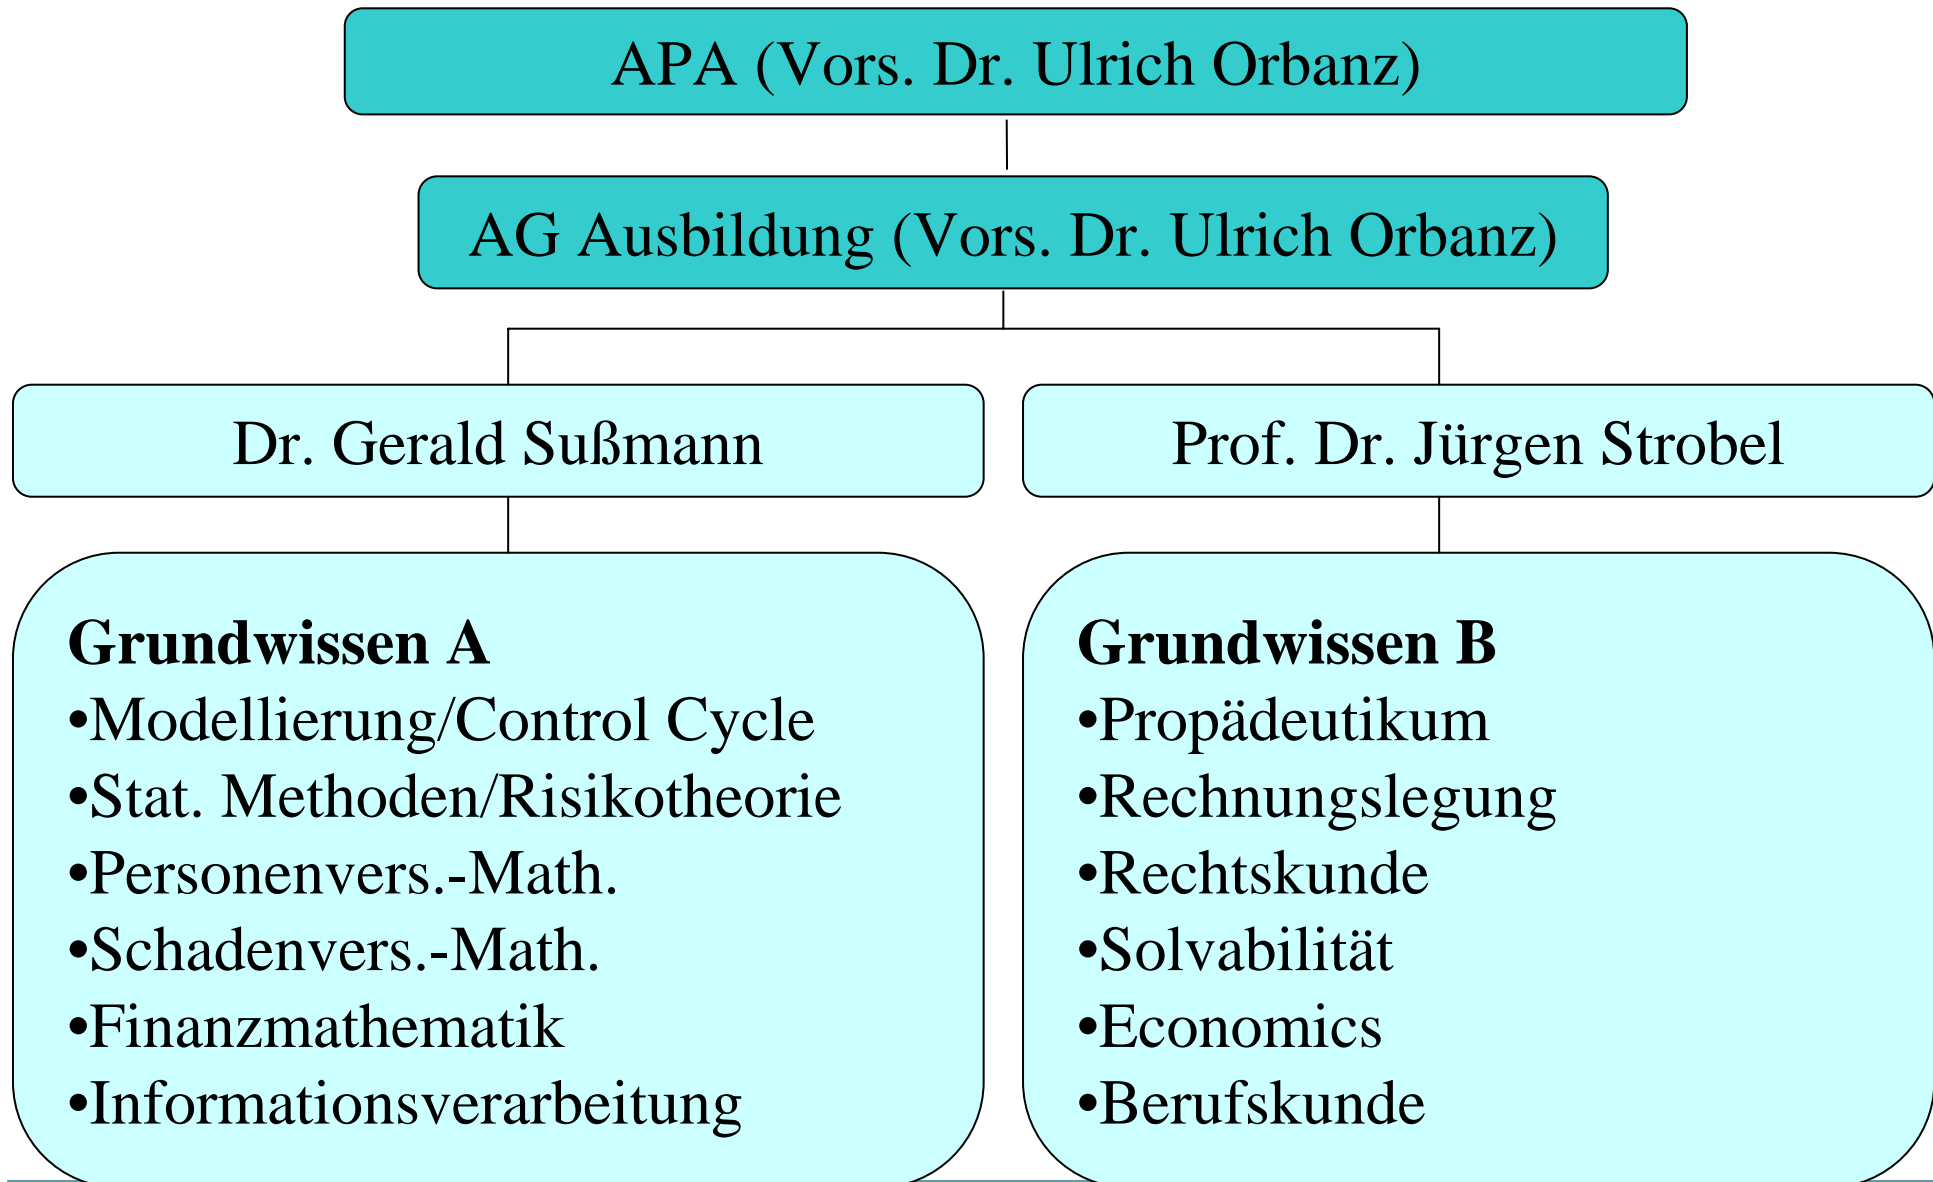 APA (Vors. Dr. Ulrich Orbanz)
AG Ausbildung (Vors. Dr. Ulrich Orbanz)
Dr. Gerald Sußmann
Prof. Dr. Jürgen Strobel
Grundwissen A
•Modellierung/Control Cycle
•Stat. Methoden/Risikotheorie
•Personenvers.-Math.
•Schadenvers.-Math.
•Finanzmathematik
•Informationsverarbeitung
Grundwissen B
•Propädeutikum
•Rechnungslegung
•Rechtskunde
•Solvabilität
•Economics
•Berufskunde